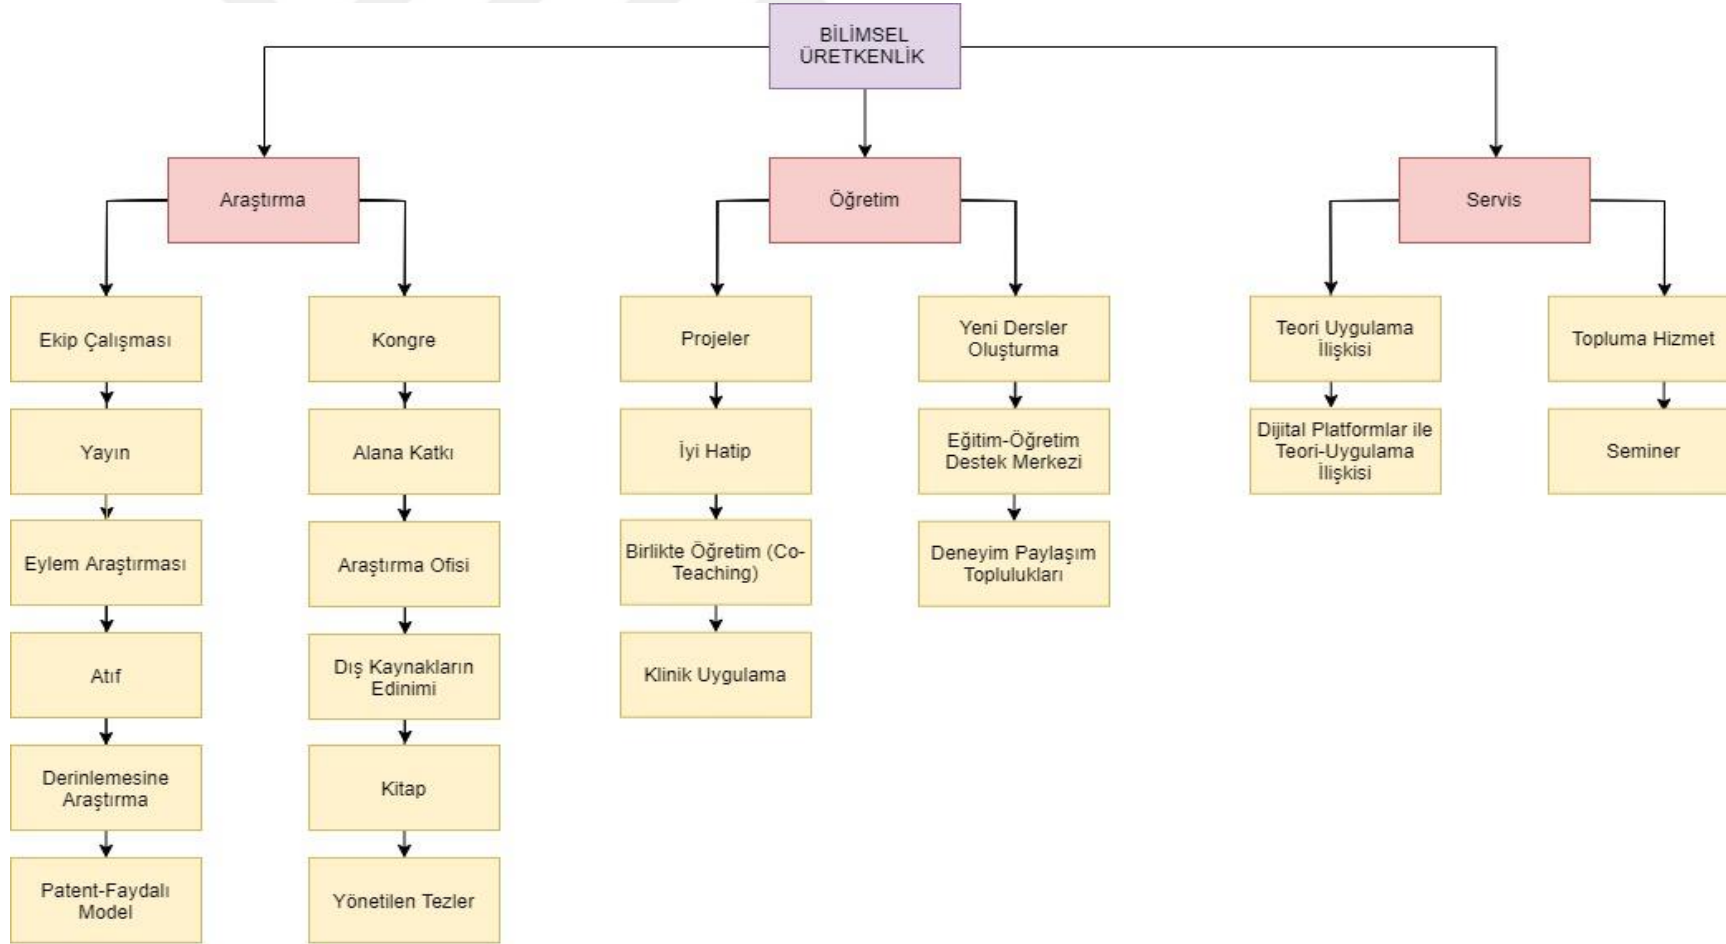 BİLİMSEL
ÜRETKENLİK
Araştırma
Öğretim
Servis
Ekip Çalışması
Kongre
Projeler
Yeni Dersler
Oluşturma
Teori Uygulama
İlişkisi
Topluma Hizmet
Yayın
Alana Katkı
İyi Hatip
Eğitim-Öğretim
Destek Merkezi
Dijital Platformlar ile
Teori-Uygulama
İlişkisi
Seminer
Eylem Araştırması
Araştırma Ofisi
Birlikte Öğretim (Co-
Teaching)
Deneyim Paylaşım
Toplulukları
Atıf
Dış Kaynakların
Edinimi
Klinik Uygulama
Derinlemesine
Araştırma
Kitap
Patent-Faydalı
Model
Yönetilen Tezler